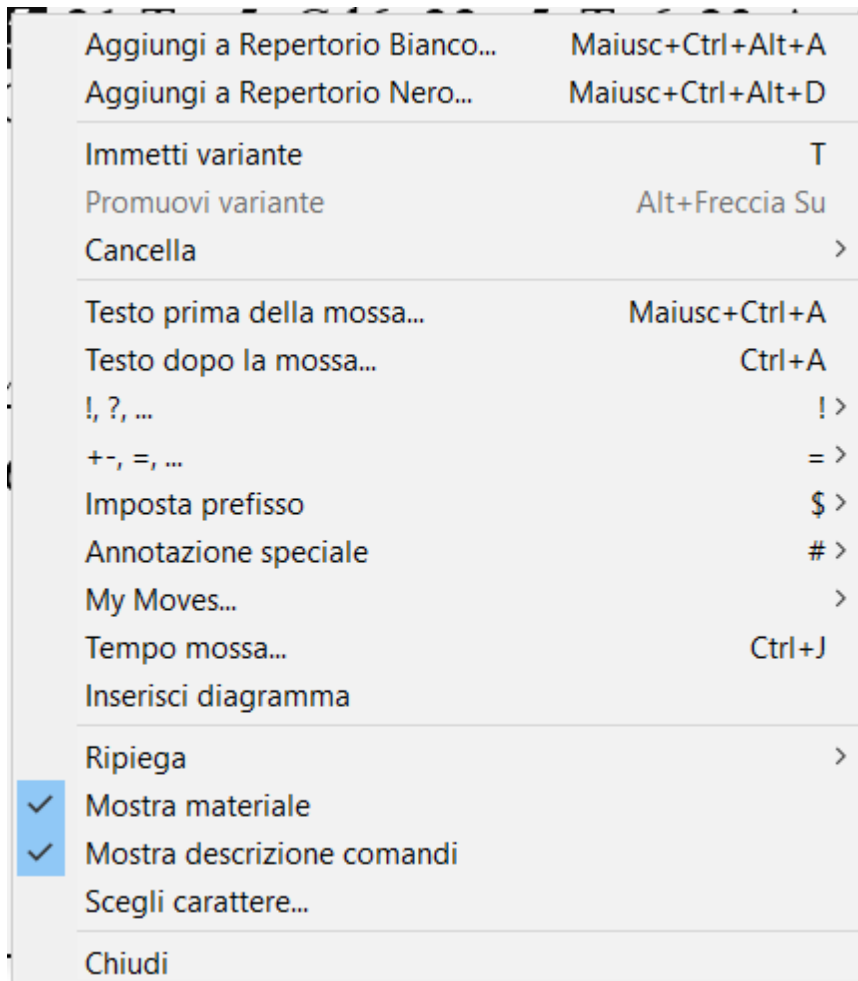 Aggiungi a Repertorio Bianco... Maiusc+Ctrl+Alt+A
Aggiungi a Repertorio Nero... Maiusc+Ctrl+Alt+D
Immetti variante T
Promuovi variante Alt+Freccia Su
Cancella >
Testo prima della mossa... Maiusc+Ctrl+A
Testo dopo la mossa... Ctrl+A
!, ?, ... ! >
+-, =, ... = >
Imposta prefisso $ >
Annotazione speciale # >
My Moves... >
Tempo mossa... Ctrl+J
Inserisci diagramma
Ripiega >
✓ Mostra materiale
✓ Mostra descrizione comandi
Scegli carattere...
Chiudi